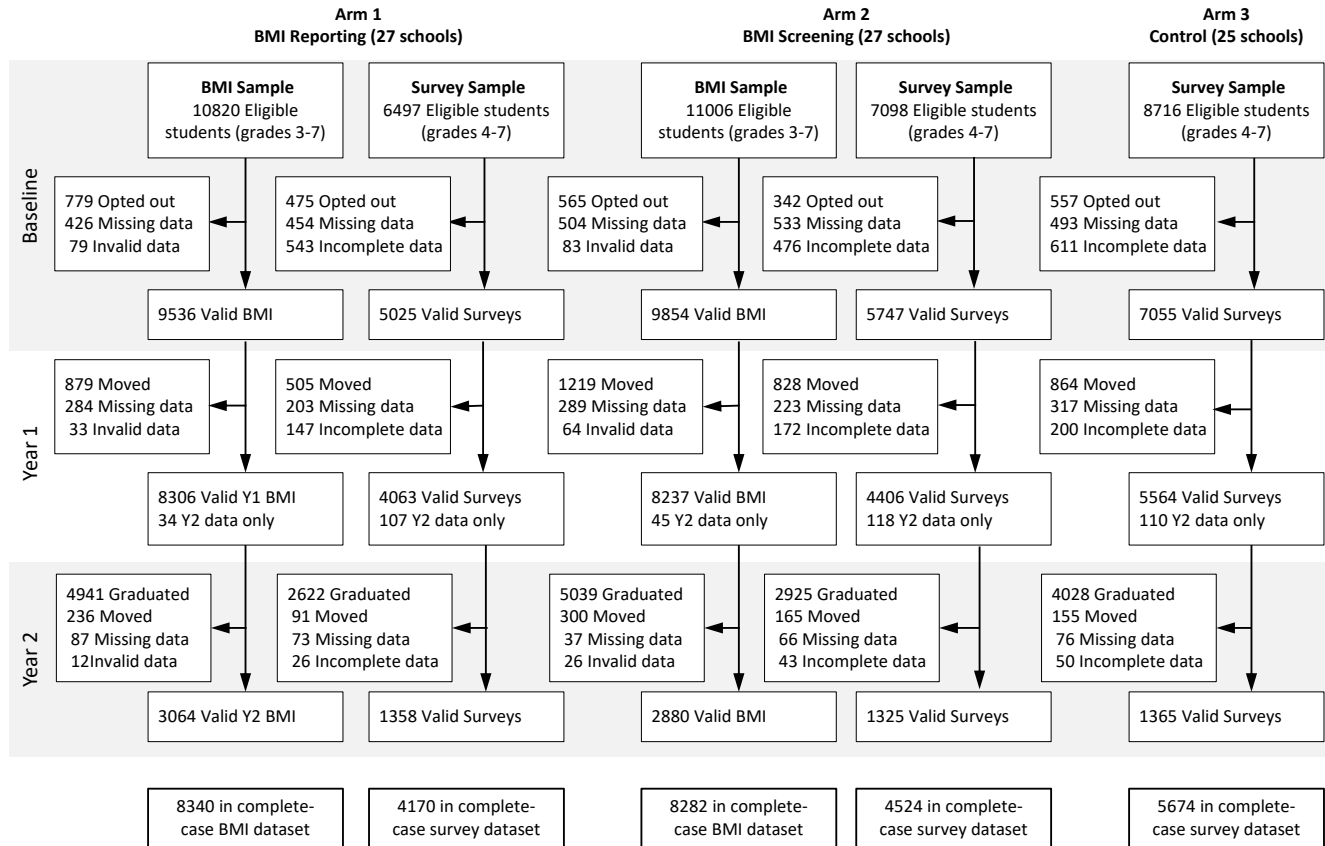 Arm 1
BMI Reporting (27 schools)
Arm 2
BMI Screening (27 schools)
Arm 3
Control (25 schools)
Baseline
BMI Sample
10820 Eligible
students (grades 3-7)
Survey Sample
6497 Eligible students
(grades 4-7)
BMI Sample
11006 Eligible
students (grades 3-7)
Survey Sample
7098 Eligible students
(grades 4-7)
Survey Sample
8716 Eligible students
(grades 4-7)
779 Opted out
426 Missing data
79 Invalid data
475 Opted out
454 Missing data
543 Incomplete data
565 Opted out
504 Missing data
83 Invalid data
342 Opted out
533 Missing data
476 Incomplete data
557 Opted out
493 Missing data
611 Incomplete data
9536 Valid BMI
5025 Valid Surveys
9854 Valid BMI
5747 Valid Surveys
7055 Valid Surveys
Year 1
879 Moved
284 Missing data
33 Invalid data
505 Moved
203 Missing data
147 Incomplete data
1219 Moved
289 Missing data
64 Invalid data
828 Moved
223 Missing data
172 Incomplete data
864 Moved
317 Missing data
200 Incomplete data
8306 Valid Y1 BMI
34 Y2 data only
4063 Valid Surveys
107 Y2 data only
8237 Valid BMI
45 Y2 data only
4406 Valid Surveys
118 Y2 data only
5564 Valid Surveys
110 Y2 data only
Year 2
4941 Graduated
236 Moved
87 Missing data
12Invalid data
2622 Graduated
91 Moved
73 Missing data
26 Incomplete data
5039 Graduated
300 Moved
37 Missing data
26 Invalid data
2925 Graduated
165 Moved
66 Missing data
43 Incomplete data
4028 Graduated
155 Moved
76 Missing data
50 Incomplete data
3064 Valid Y2 BMI
1358 Valid Surveys
2880 Valid BMI
1325 Valid Surveys
1365 Valid Surveys
8340 in complete-
case BMI dataset
4170 in complete-
case survey dataset
8282 in complete-
case BMI dataset
4524 in complete-
case survey dataset
5674 in complete-
case survey dataset